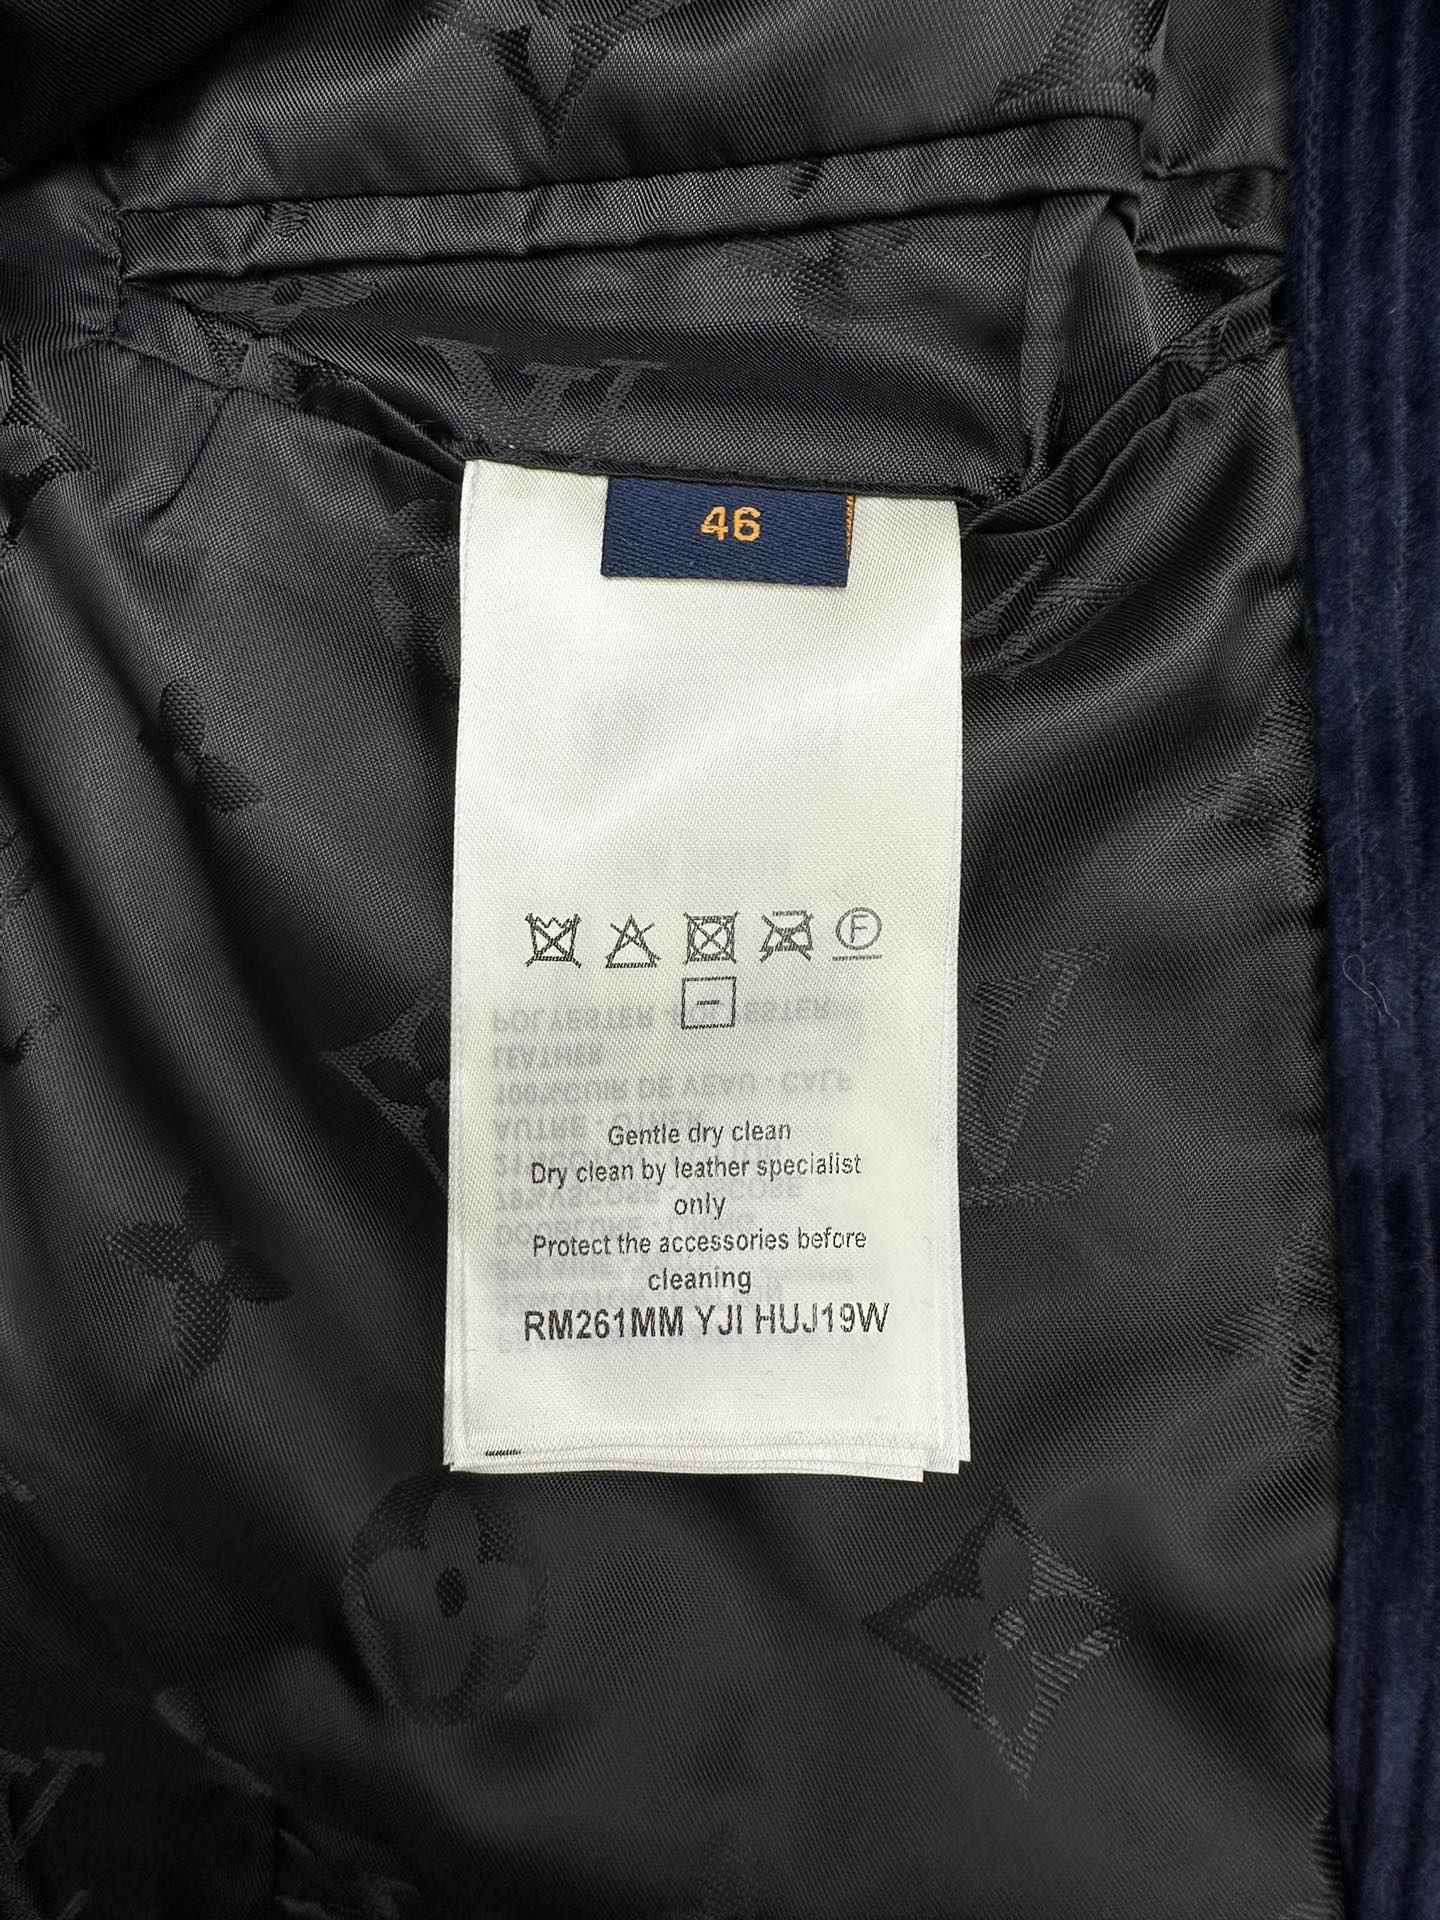 46
F
Gentle dry clean
Dry clean by leather specialist
only
Protect the accessories before
cleaning
RM261MM YJI HUJ19W